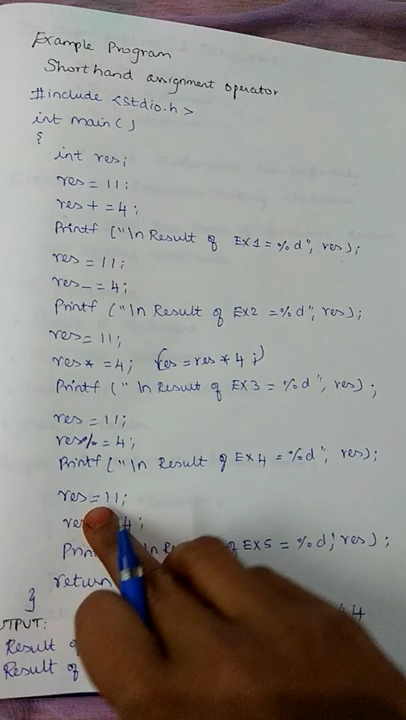 Example Program
Shorthand assignment operator
#include <stdio.h>
int main()
{
int res;
res = 11;
res + = 4;
Printf ("\n Result of EX1 = %d", res);
res = 11;
res - = 4;
Printf ("\n Result of EX2 = %d", res);
res = 11;
res * = 4; (res = res * 4;)
Printf ("\n Result of EX3 = %d", res);
res = 11;
res%= = 4;
Printf ("\n Result of EX4 = %d", res);
res = 11;
4;
EX5 = %d", res);
return
}
Result
Result of